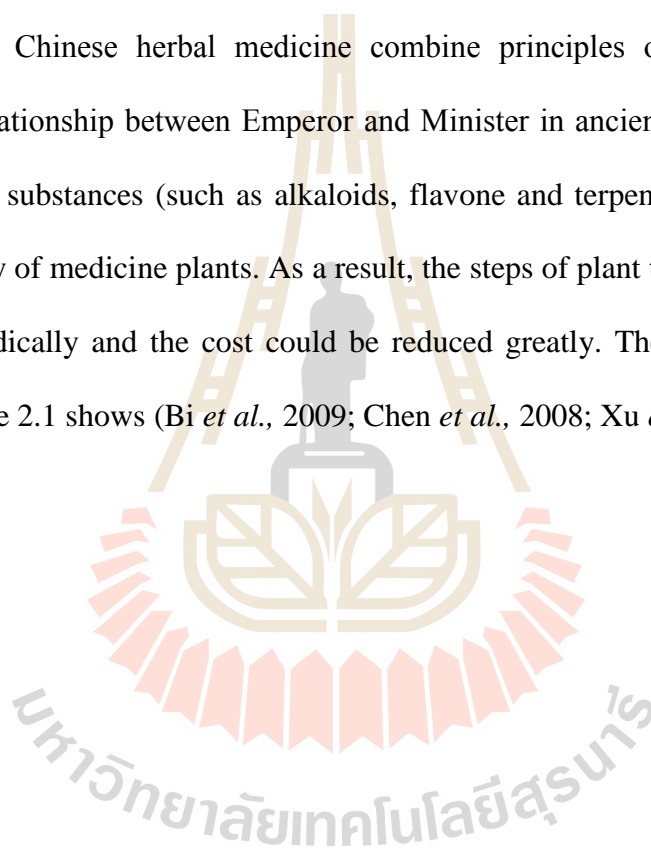 Chinese herbal medicine combine principles
ationship between Emperor and Minister in ancien
substances (such as alkaloids, flavone and terpen
of medicine plants. As a result, the steps of plant
dically and the cost could be reduced greatly. The
2.1 shows (Bi et al., 2009; Chen et al., 2008; Xu
มหาวิทยาลัยเทคโนโลยีสุรนารี